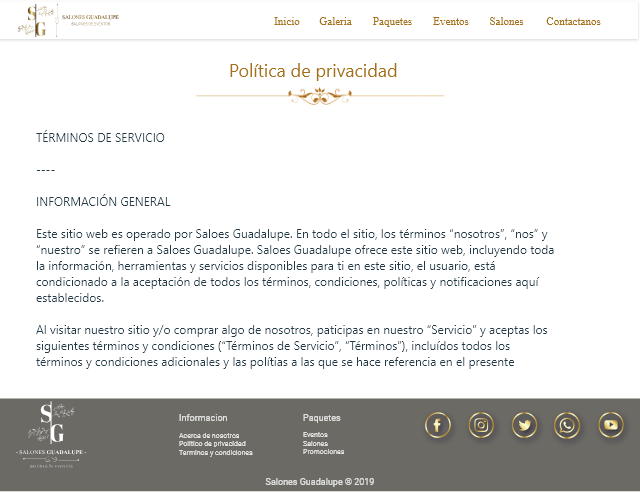 SG
SALONES GUADALUPE
SALONES DE EVENTOS
Inicio Galeria Paquetes Eventos Salones Contactanos
Política de privacidad
TÉRMINOS DE SERVICIO
----
INFORMACIÓN GENERAL
Este sitio web es operado por Saloes Guadalupe. En todo el sitio, los términos “nosotros”, “nos” y
“nuestro” se refieren a Saloes Guadalupe. Saloes Guadalupe ofrece este sitio web, incluyendo toda
la información, herramientas y servicios disponibles para ti en este sitio, el usuario, está
condicionado a la aceptación de todos los términos, condiciones, políticas y notificaciones aquí
establecidos.
Al visitar nuestro sitio y/o comprar algo de nosotros, paticipas en nuestro “Servicio” y aceptas los
siguientes términos y condiciones (“Términos de Servicio”, “Términos”), incluídos todos los
términos y condiciones adicionales y las polítias a las que se hace referencia en el presente
SG
- SALONES GUADALUPE -
Informacion
Acerca de nosotros
Politico de privacidad
Terminos y condiciones
Paquetes
Eventos
Salones
Promociones
Salones Guadalupe ® 2019